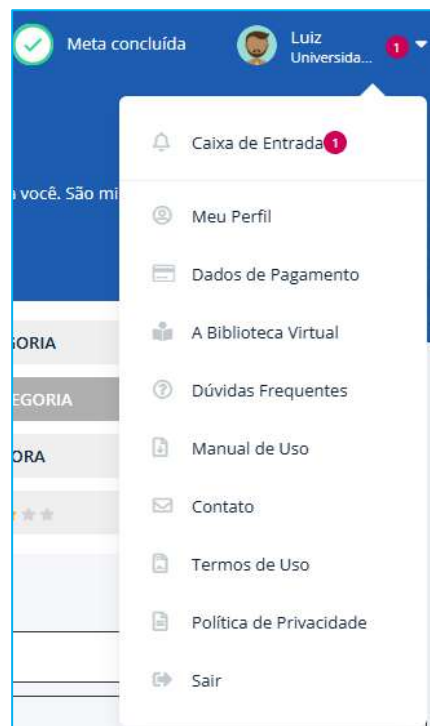 Meta concluída
Luiz
Universida...
1
Caixa de Entrada 1
você. São mi
Meu Perfil
Dados de Pagamento
A Biblioteca Virtual
GORIA
Dúvidas Frequentes
EGORIA
Manual de Uso
ORA
Contato
Termos de Uso
Política de Privacidade
Sair